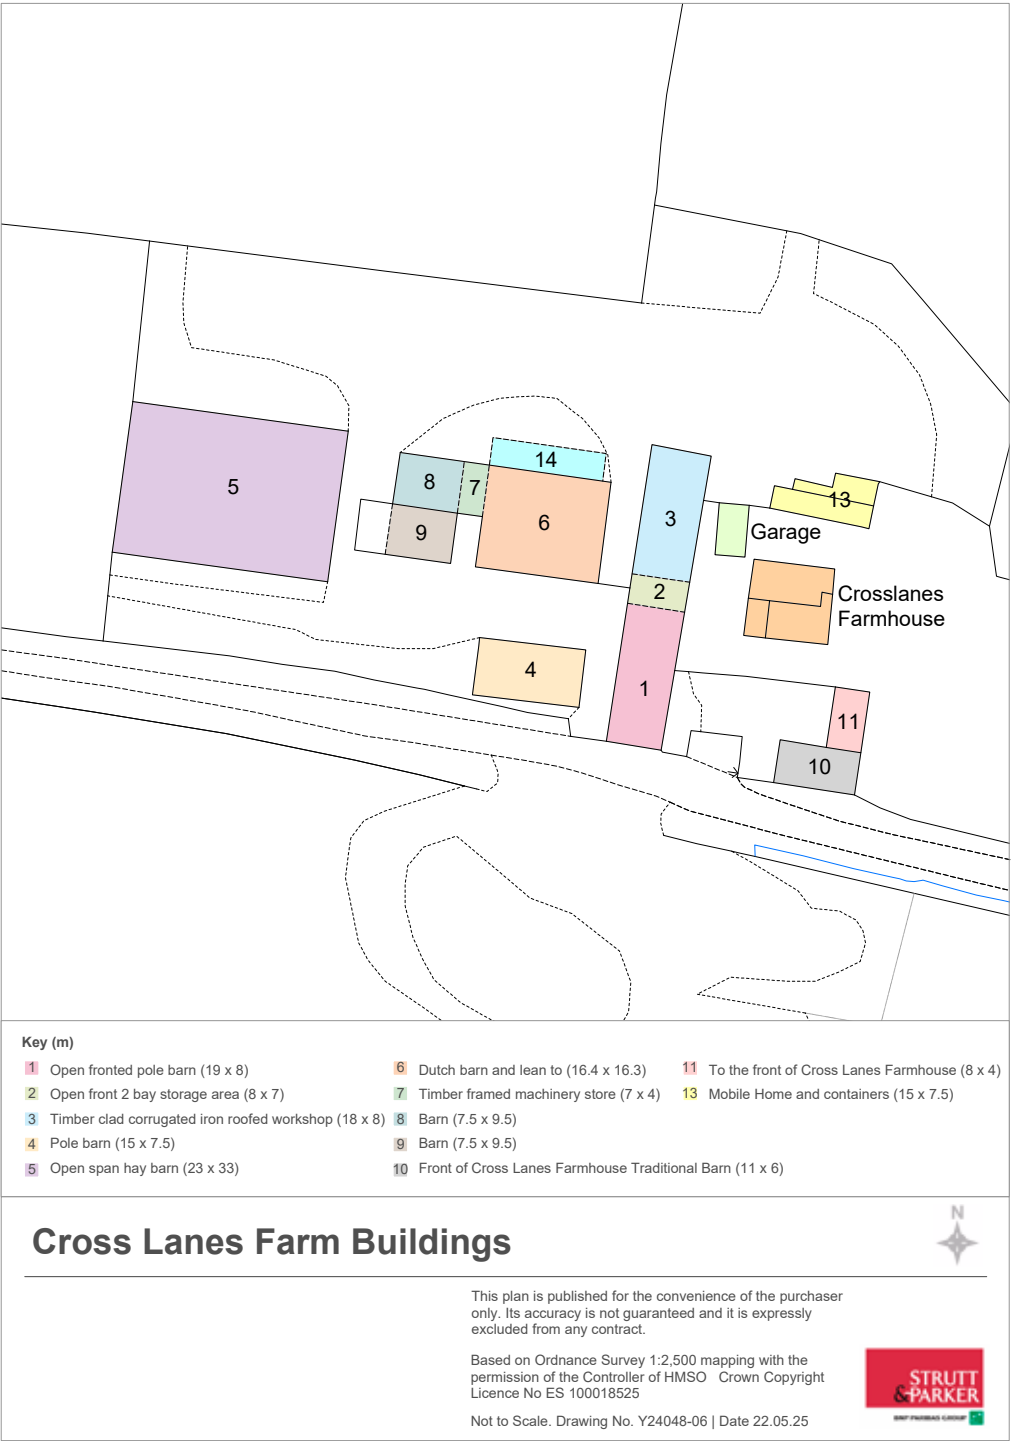 14
8
7
5
3
13
6
9
Garage
2
Crosslanes
Farmhouse
4
1
11
10
Key (m)
1 Open fronted pole barn (19 x 8)
2 Open front 2 bay storage area (8 x 7)
3 Timber clad corrugated iron roofed workshop (18 x 8)
4 Pole barn (15 x 7.5)
5 Open span hay barn (23 x 33)
6 Dutch barn and lean to (16.4 x 16.3)
7 Timber framed machinery store (7 x 4)
8 Barn (7.5 x 9.5)
9 Barn (7.5 x 9.5)
10 Front of Cross Lanes Farmhouse Traditional Barn (11 x 6)
11 To the front of Cross Lanes Farmhouse (8 x 4)
13 Mobile Home and containers (15 x 7.5)
Cross Lanes Farm Buildings
N
This plan is published for the convenience of the purchaser
only. Its accuracy is not guaranteed and it is expressly
excluded from any contract.
Based on Ordnance Survey 1:2,500 mapping with the
permission of the Controller of HMSO Crown Copyright
Licence No ES 100018525
Not to Scale. Drawing No. Y24048-06 | Date 22.05.25
STRUTT
&PARKER
BNP PARIBAS GROUP